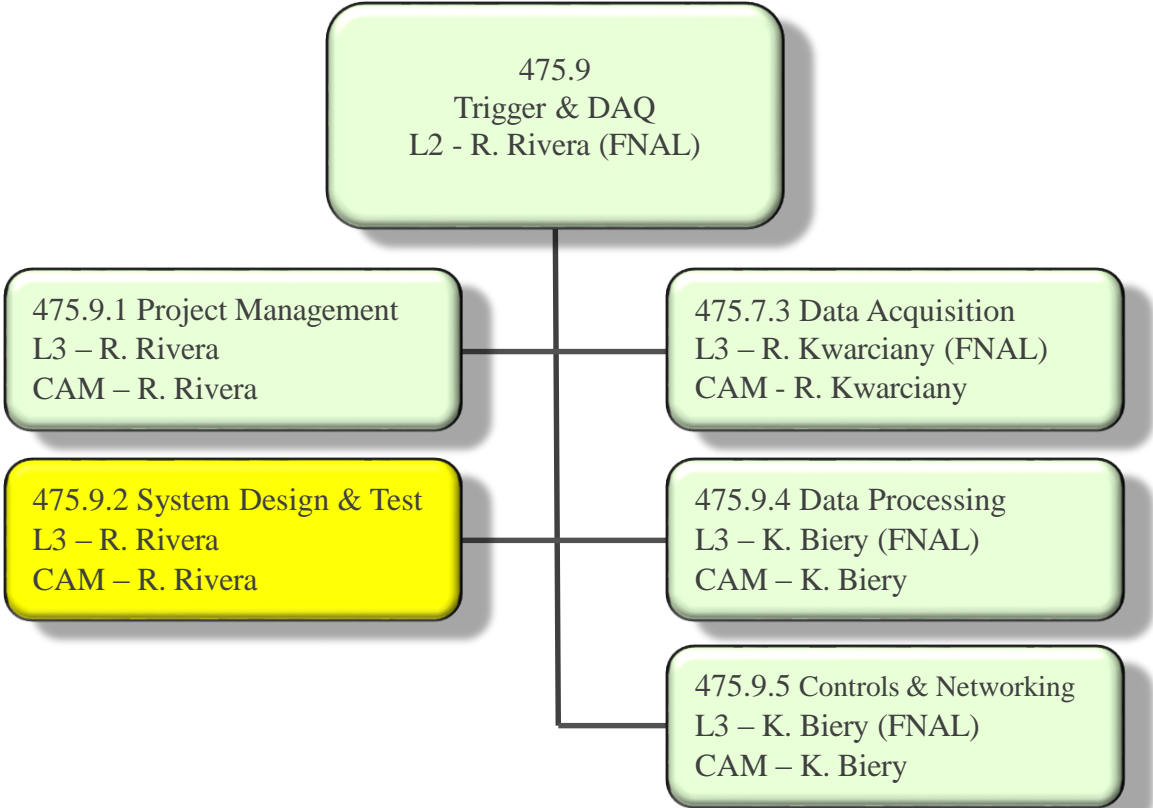 475.9
Trigger & DAQ
L2 - R. Rivera (FNAL)
475.9.1 Project Management
L3 – R. Rivera
CAM – R. Rivera
475.7.3 Data Acquisition
L3 – R. Kwarciany (FNAL)
CAM - R. Kwarciany
475.9.2 System Design & Test
L3 – R. Rivera
CAM – R. Rivera
475.9.4 Data Processing
L3 – K. Biery (FNAL)
CAM – K. Biery
475.9.5 Controls & Networking
L3 – K. Biery (FNAL)
CAM – K. Biery